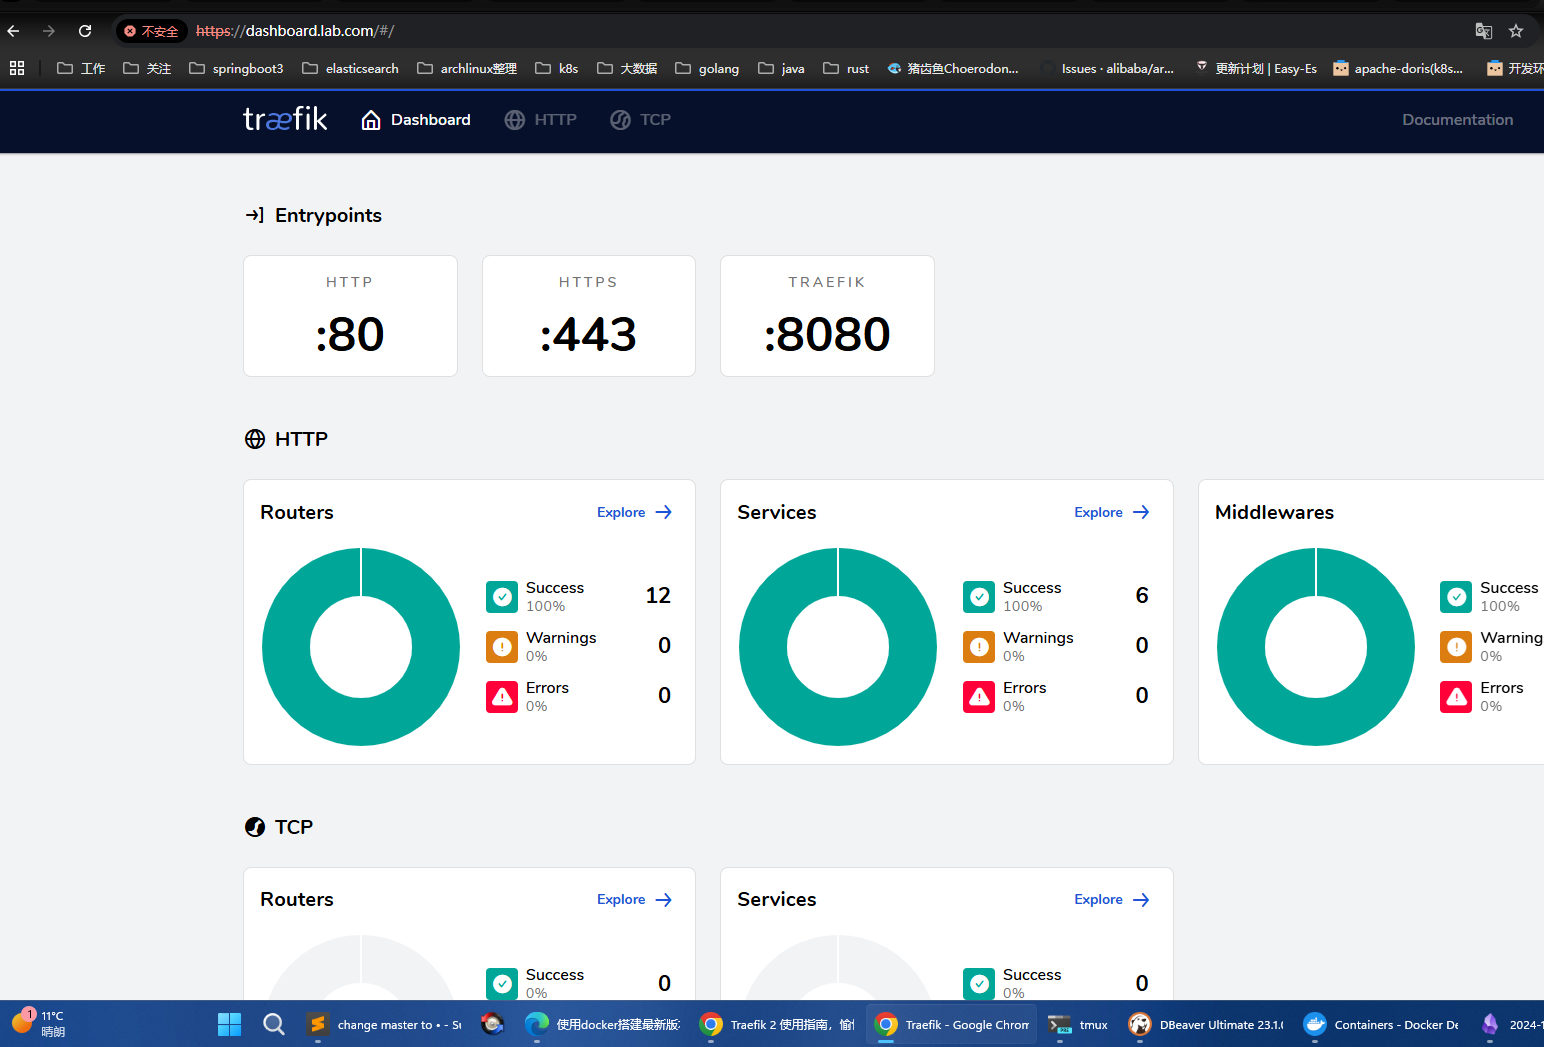 不安全 https://dashboard.lab.com/#/
工作 关注 springboot3 elasticsearch archlinux整理 k8s 大数据 golang java rust 猪齿鱼Choerodon... Issues · alibaba/ar... 更新计划 | Easy-Es apache-doris(k8s... 开发环
træfik Dashboard HTTP TCP Documentation
Entrypoints
HTTP HTTPS TRAEFIK
:80 :443 :8080
HTTP
Routers Explore Services Explore Middlewares
Success 12 Success 6 Success
100% 100% 100%
Warnings 0 Warnings 0 Warning
0% 0% 0%
Errors 0 Errors 0 Errors
0% 0% 0%
TCP
Routers Explore Services Explore
Success 0 Success 0
0% 0%
1 11°C
晴朗
change master to • - Su 使用docker搭建最新版本 Traefik 2 使用指南，愉 Traefik - Google Chrom tmux DBeaver Ultimate 23.1.0 Containers - Docker De 2024-1